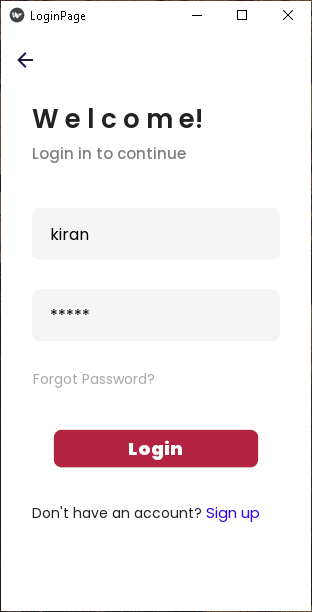 LoginPage
Welcome!
Login in to continue
kiran
*****
Forgot Password?
Login
Don't have an account? Sign up